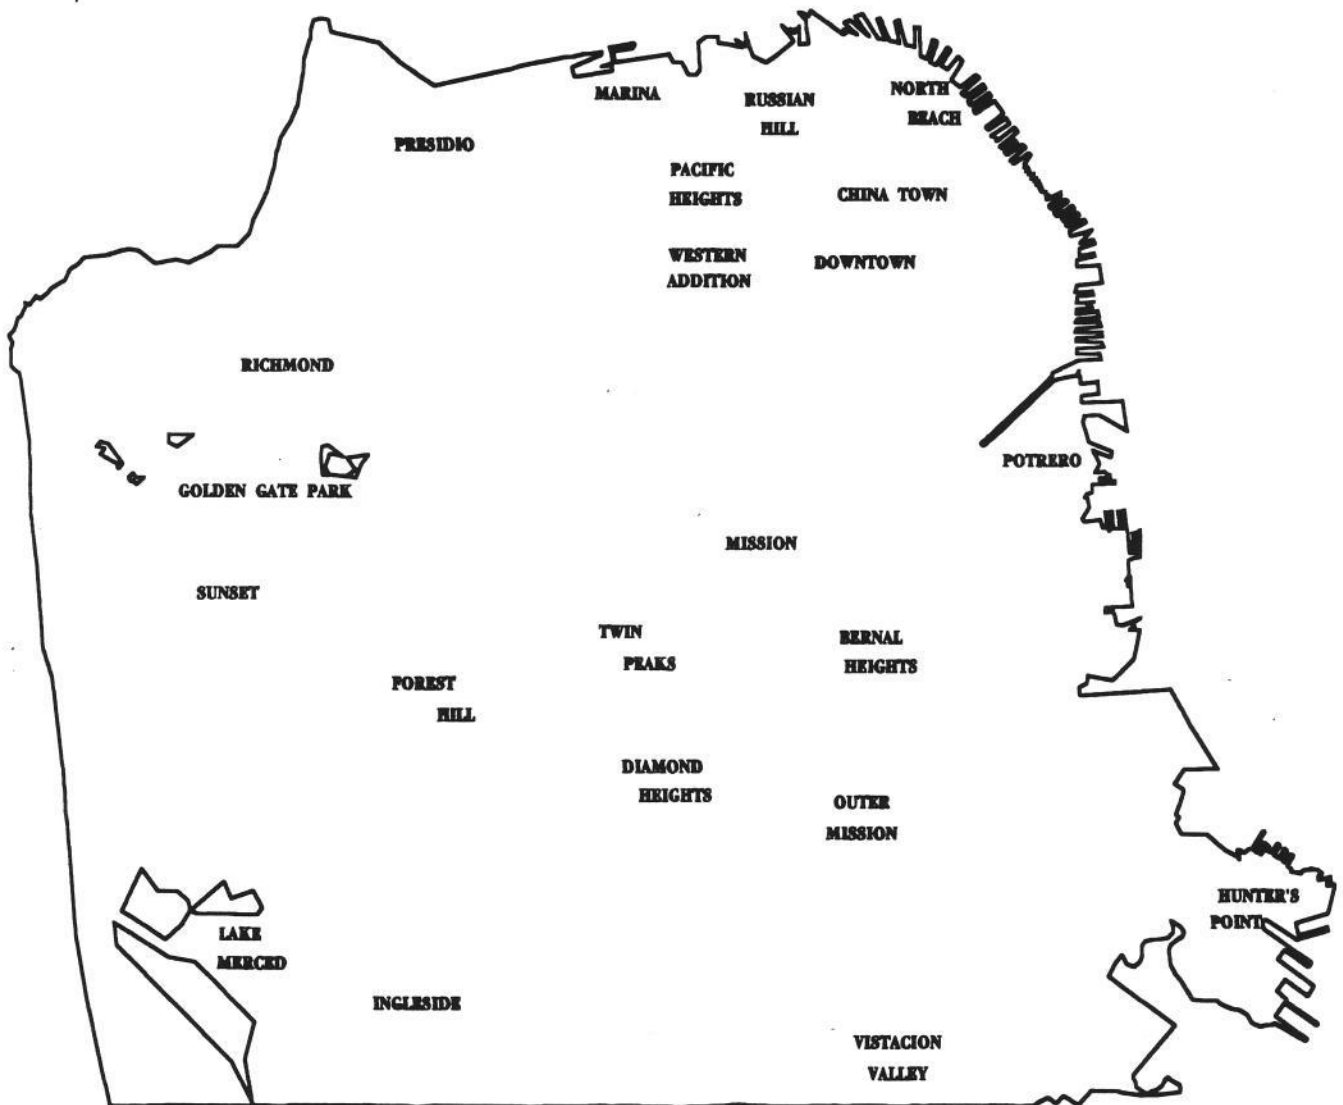 MARINA
RUSSIAN
HILL
NORTH
BEACH
PRESIDIO
PACIFIC
HEIGHTS
CHINA TOWN
WESTERN
ADDITION
DOWNTOWN
RICHMOND
GOLDEN GATE PARK
POTRERO
MISSION
SUNSET
TWIN
PEAKS
BERNAL
HEIGHTS
FOREST
HILL
DIAMOND
HEIGHTS
OUTER
MISSION
HUNTER'S
POINT
LAKE
MERCED
INGLESIDE
VISTACION
VALLEY